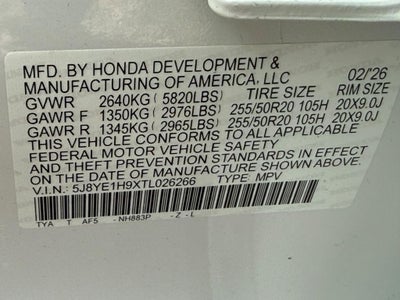 MFD. BY HONDA DEVELOPMENT &
MANUFACTURING OF AMERICA, LLC 02/'26
GVWR 2640KG (5820LBS) TIRE SIZE RIM SIZE
GAWR F 1350KG (2976LBS) 255/50R20 105H 20X9.0J
GAWR R 1345KG (2965LBS) 255/50R20 105H 20X9.0J
THIS VEHICLE CONFORMS TO ALL APPLICABLE
FEDERAL MOTOR VEHICLE SAFETY
AND THEFT PREVENTION STANDARDS IN EFFECT ON THE
DATE OF MANUFACTURE SHOWN ABOVE.
V.I.N.: 5J8YE1H9XTL026266 TYPE: MPV
TYA T AF5 - NH883P - Z - L